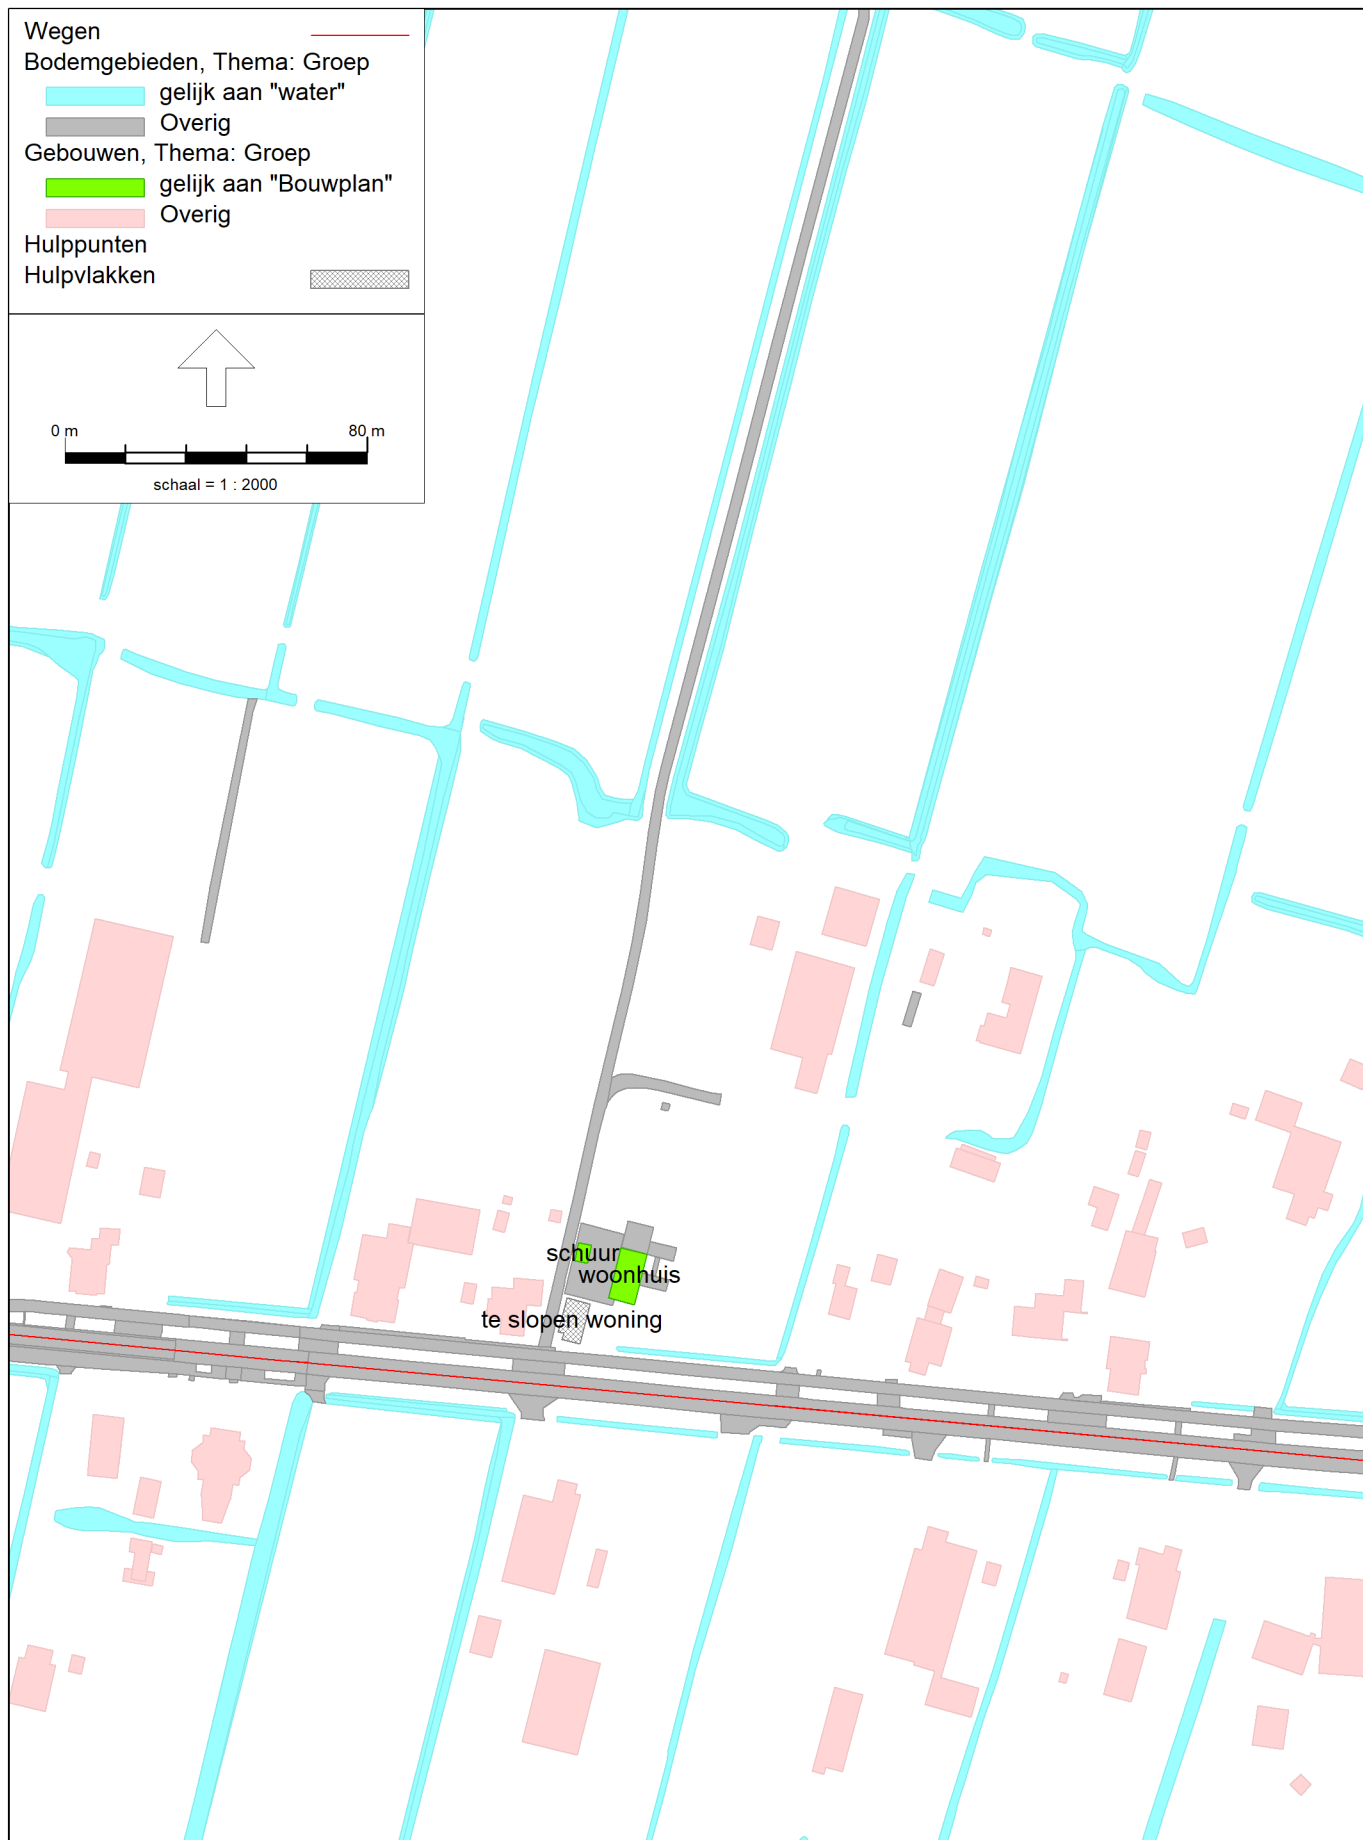 Wegen
Bodemgebieden, Thema: Groep
gelijk aan "water"
Overig
Gebouwen, Thema: Groep
gelijk aan "Bouwplan"
Overig
Hulppunten
Hulpvlakken
0 m 80 m
schaal = 1 : 2000
schuur
woonhuis
te slopen woning